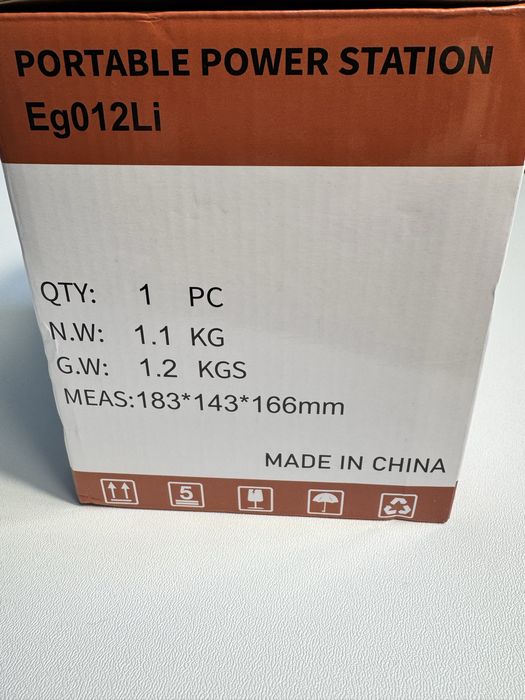 PORTABLE POWER STATION
Eg012Li
QTY: 1 PC
N.W: 1.1 KG
G.W: 1.2 KGS
MEAS:183*143*166mm
MADE IN CHINA
5